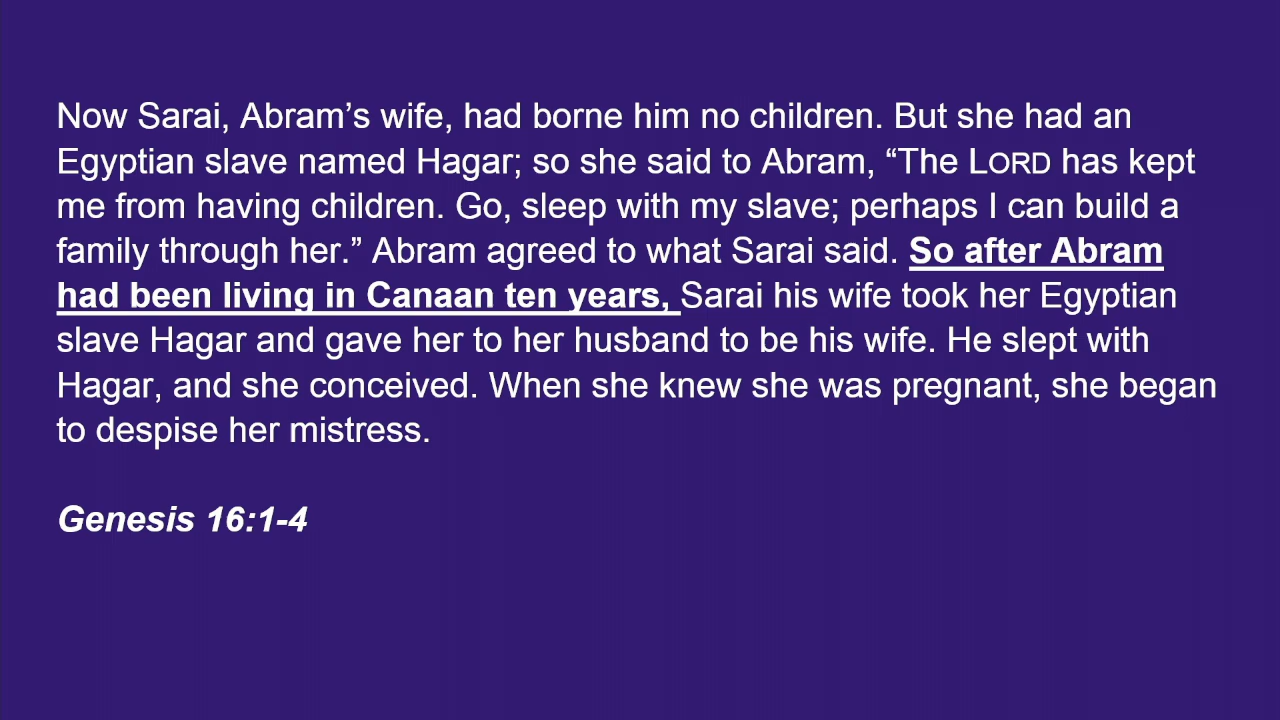 Now Sarai, Abram’s wife, had borne him no children. But she had an
Egyptian slave named Hagar; so she said to Abram, “The LORD has kept
me from having children. Go, sleep with my slave; perhaps I can build a
family through her.” Abram agreed to what Sarai said. So after Abram
had been living in Canaan ten years, Sarai his wife took her Egyptian
slave Hagar and gave her to her husband to be his wife. He slept with
Hagar, and she conceived. When she knew she was pregnant, she began
to despise her mistress.
Genesis 16:1-4